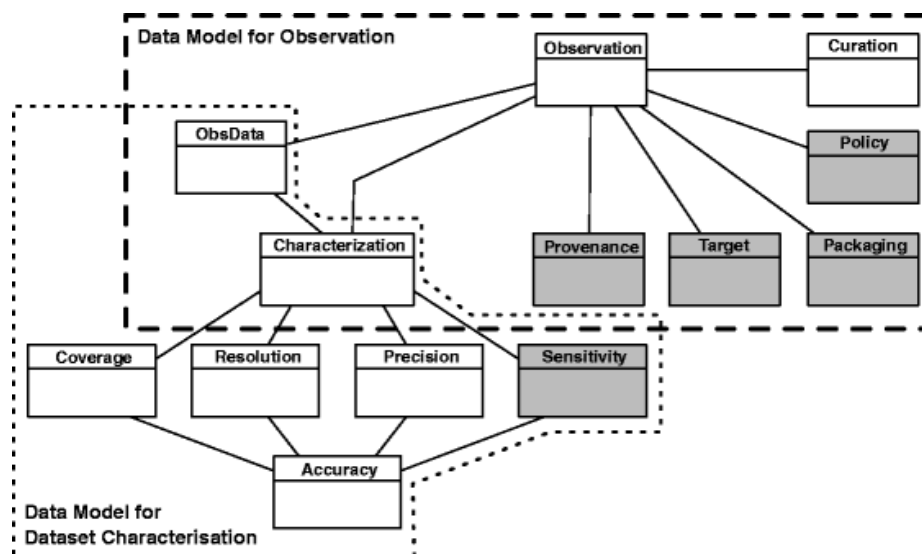 Data Model for Observation
Observation
Curation
ObsData
Policy
Characterization
Provenance
Target
Packaging
Coverage
Resolution
Precision
Sensitivity
Accuracy
Data Model for
Dataset Characterisation